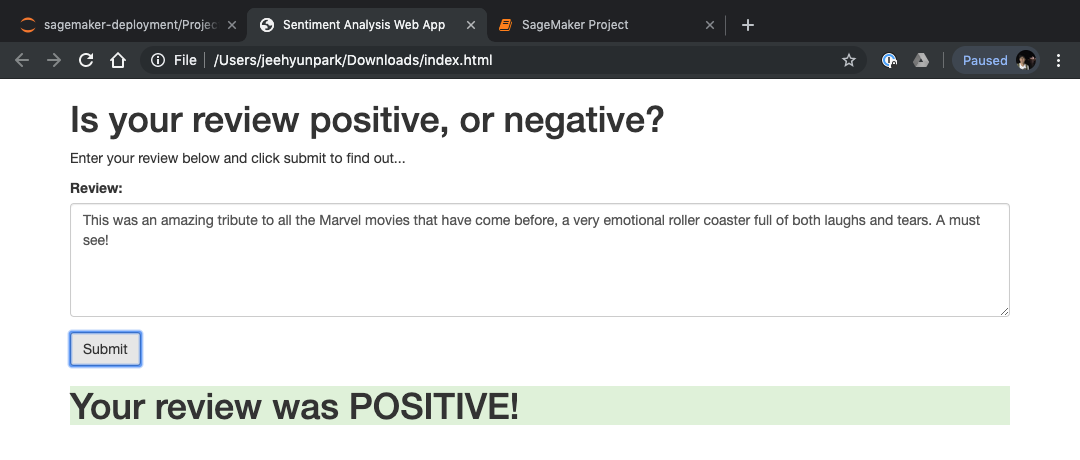 sagemaker-deployment/Projec
Sentiment Analysis Web App
SageMaker Project
File
/Users/jeehyunpark/Downloads/index.html
Paused
Is your review positive, or negative?
Enter your review below and click submit to find out...
Review:
This was an amazing tribute to all the Marvel movies that have come before, a very emotional roller coaster full of both laughs and tears. A must
see!
Submit
Your review was POSITIVE!